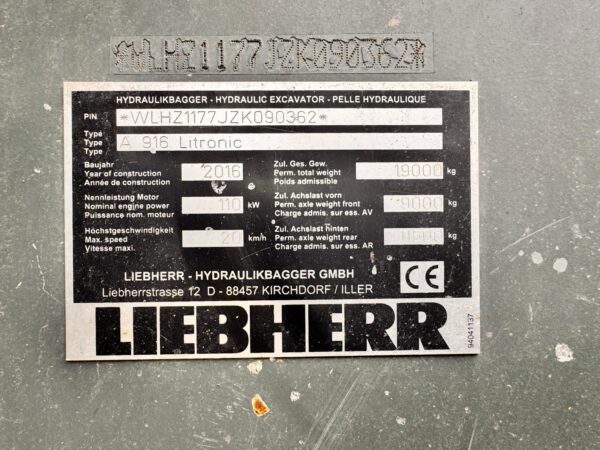 *WLHZ1177JZK090362*
HYDRAULIKBAGGER - HYDRAULIC EXCAVATOR - PELLE HYDRAULIQUE
PIN *WLHZ1177JZK090362*
Type
Type A 916 Litronic
Type
Baujahr
Year of construction 2016
Année de construction
Zul. Ges. Gew.
Perm. total weight 19000 kg
Poids admissible
Nennleistung Motor
Nominal engine power 110 kW
Puissance nom. moteur
Zul. Achslast vorn
Perm. axle weight front kg
Charge admis. sur ess. AV
Höchstgeschwindigkeit
Max. speed 20 km/h
Vitesse maxi.
Zul. Achslast hinten
Perm. axle weight rear kg
Charge admis. sur ess. AR
LIEBHERR - HYDRAULIKBAGGER GMBH
Liebherrstrasse 12 D - 88457 KIRCHDORF / ILLER
CE
LIEBHERR
94041137